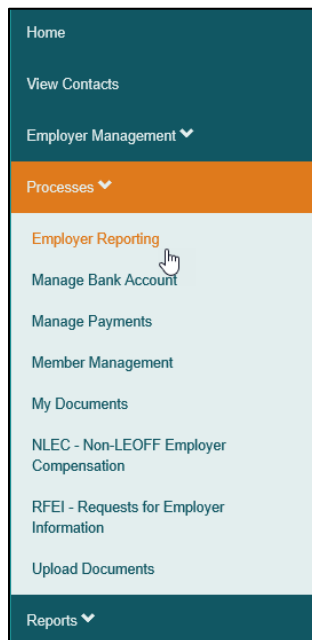 Home
View Contacts
Employer Management
Processes
Employer Reporting
Manage Bank Account
Manage Payments
Member Management
My Documents
NLEC - Non-LEOFF Employer
Compensation
RFEI - Requests for Employer
Information
Upload Documents
Reports